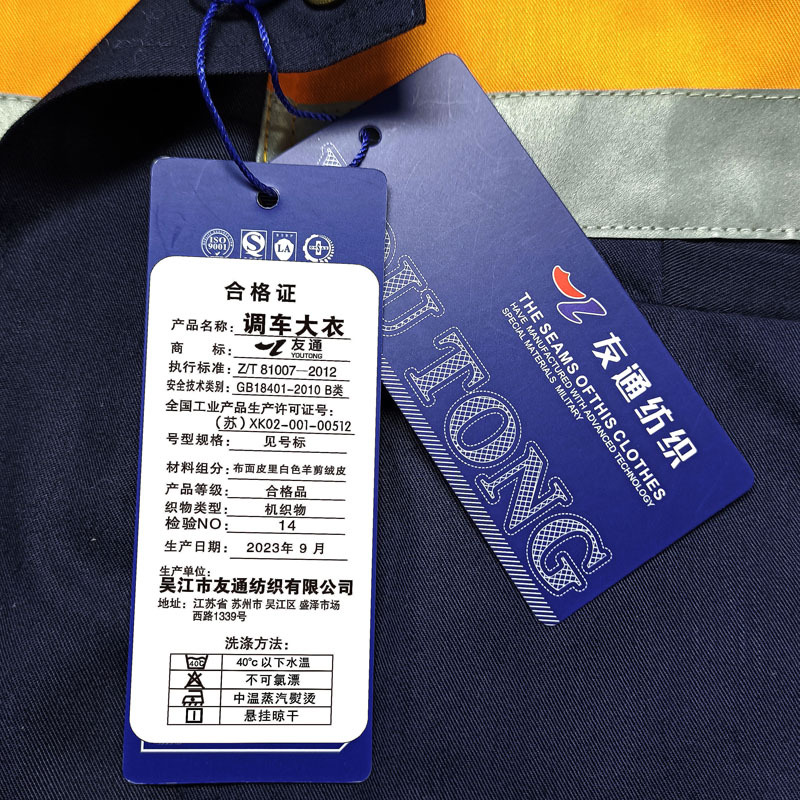 ISO
9001
LA
合格证
产品名称: 调车大衣
商 标: 友通
YOUTONG
执行标准: Z/T 81007—2012
安全技术类别: GB18401-2010 B类
全国工业产品生产许可证号:
(苏)XK02-001-00512
号型规格: 见号标
材料组分: 布面皮里白色羊剪绒皮
产品等级: 合格品
织物类型: 机织物
检验NO: 14
生产日期: 2023年 9 月
生产单位:
吴江市友通纺织有限公司
地址: 江苏省 苏州市 吴江区 盛泽市场
西路1339号
洗涤方法:
40°c以下水温
不可氯漂
中温蒸汽熨烫
悬挂晾干
友通纺织
THE SEAMS OFTHIS CLOTHES
HAVE MANUFACTURED WITH ADVANCED TECHNOLOGY
SPECIAL MATERIALS MILITARY
OU TONG